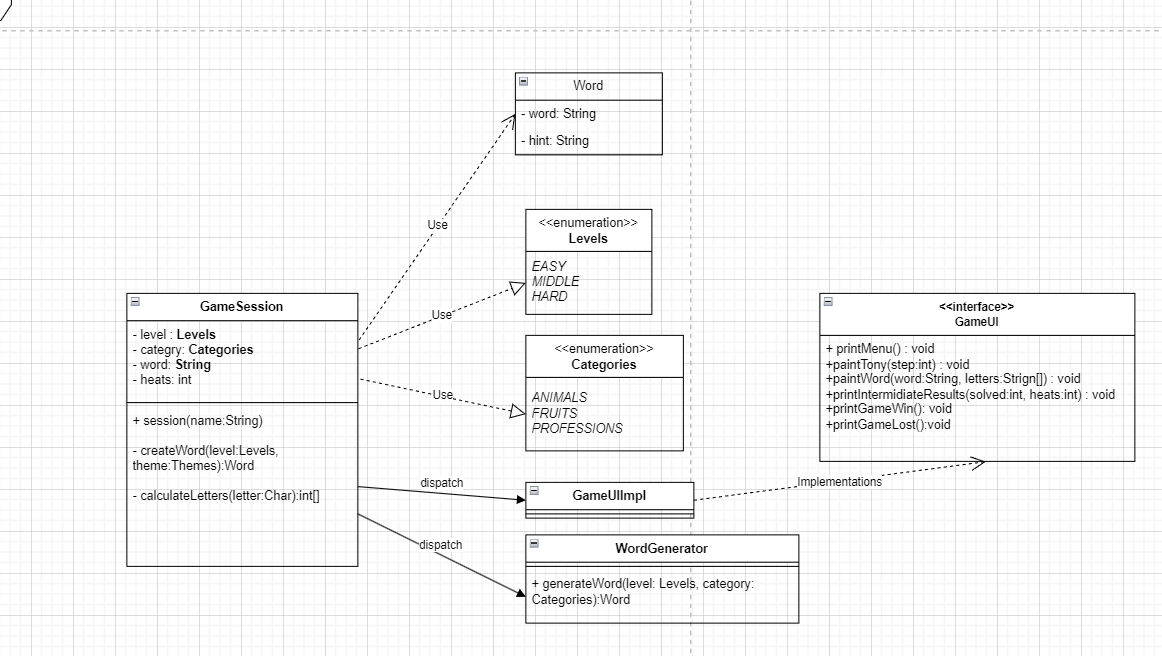 Word
- word: String
- hint: String
Use
<<enumeration>>
Levels
EASY
MIDDLE
HARD
Use
GameSession
- level : Levels
- categry: Categories
- word: String
- heats: int
+ session(name:String)
- createWord(level:Levels,
theme:Themes):Word
- calculateLetters(letter:Char):int[]
<<enumeration>>
Categories
ANIMALS
FRUITS
PROFESSIONS
Use
<<interface>>
GameUI
+ printMenu() : void
+paintTony(step:int) : void
+paintWord(word:String, letters:Strign[]) : void
+printIntermidiateResults(solved:int, heats:int) : void
+printGameWin(): void
+printGameLost():void
dispatch
GameUIImpl
Implementations
dispatch
WordGenerator
+ generateWord(level: Levels, category:
Categories):Word